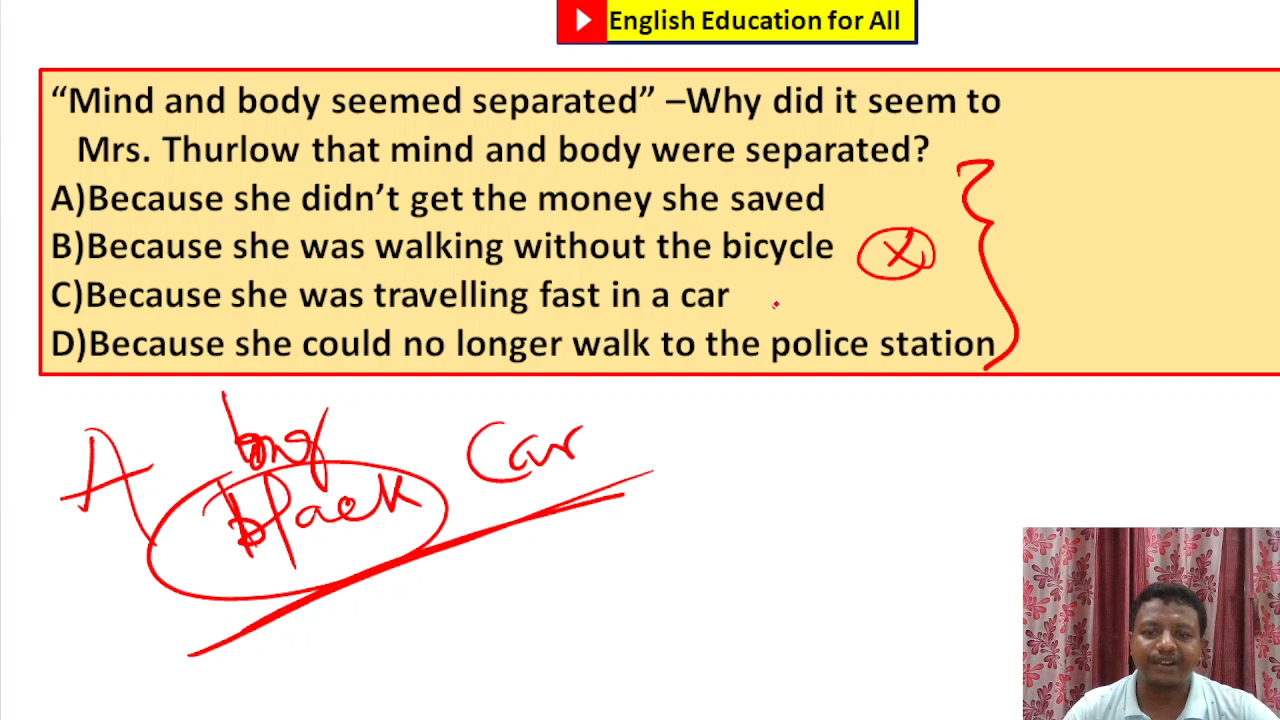 English Education for All
“Mind and body seemed separated” –Why did it seem to
Mrs. Thurlow that mind and body were separated?
A)Because she didn’t get the money she saved
B)Because she was walking without the bicycle
C)Because she was travelling fast in a car
D)Because she could no longer walk to the police station
A big black Car